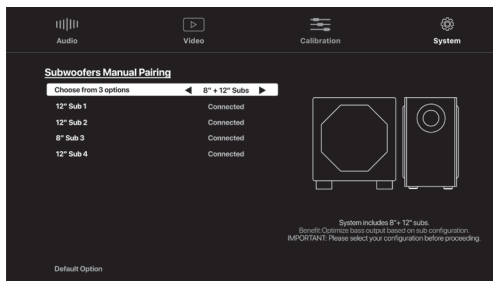 Audio
Video
Calibration
System
Subwoofers Manual Pairing
Choose from 3 options 8" + 12" Subs
12" Sub 1 Connected
12" Sub 2 Connected
8" Sub 3 Connected
12" Sub 4 Connected
System includes 8"+ 12" subs.
Benefit:Optimize bass output based on sub configuration.
IMPORTANT: Please select your configuration before proceeding.
Default Option